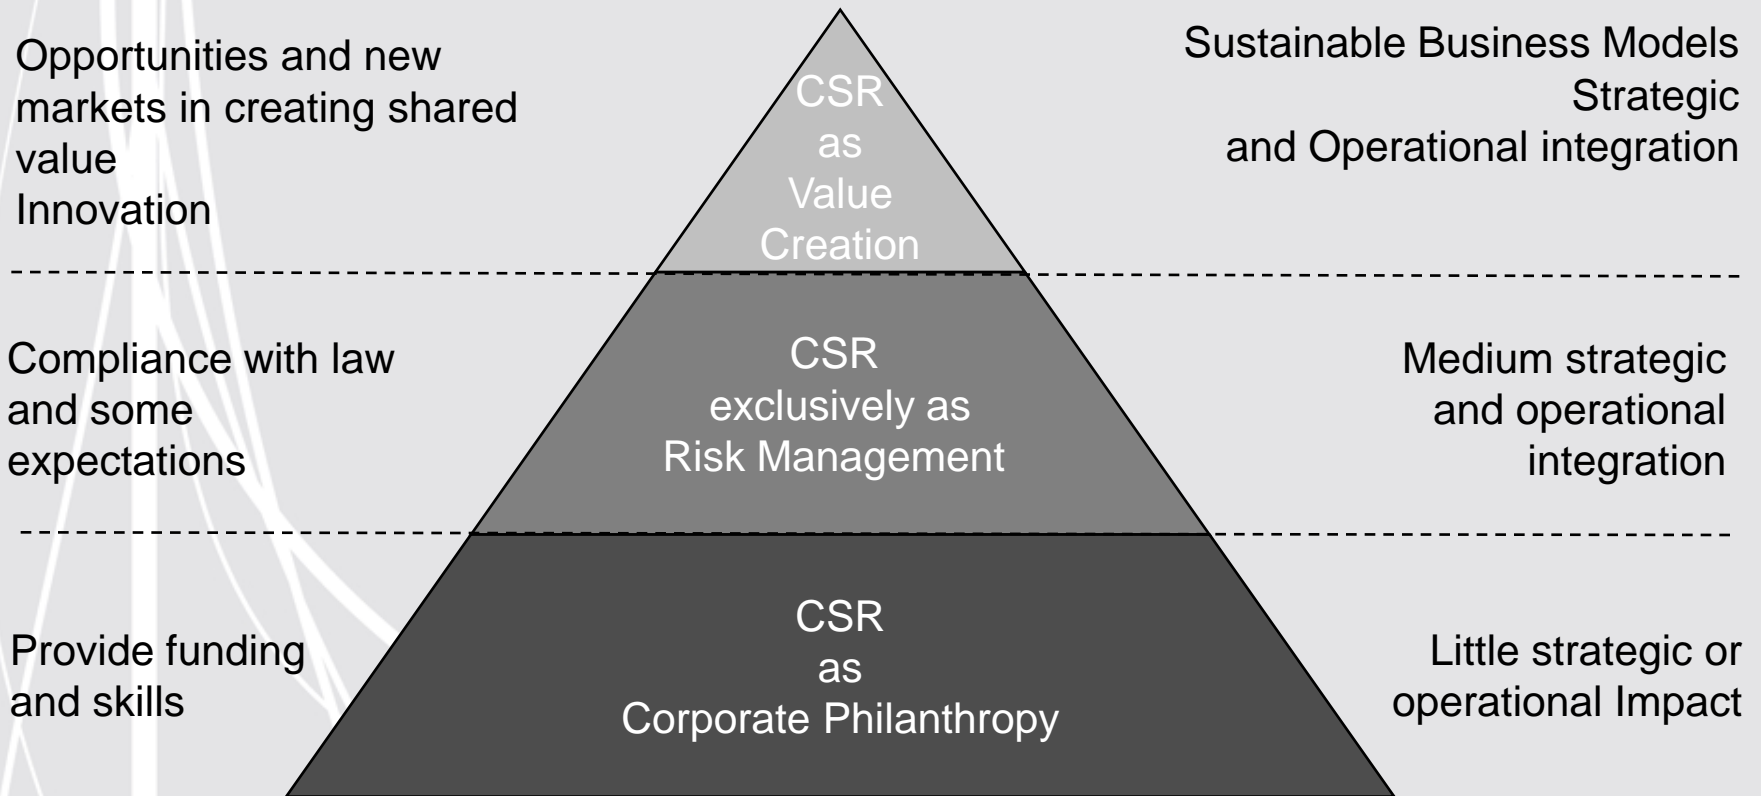 Opportunities and new
markets in creating shared
value
Innovation
CSR
as
Value
Creation
Sustainable Business Models
Strategic
and Operational integration
Compliance with law
and some
expectations
CSR
exclusively as
Risk Management
Medium strategic
and operational
integration
Provide funding
and skills
CSR
as
Corporate Philanthropy
Little strategic or
operational Impact